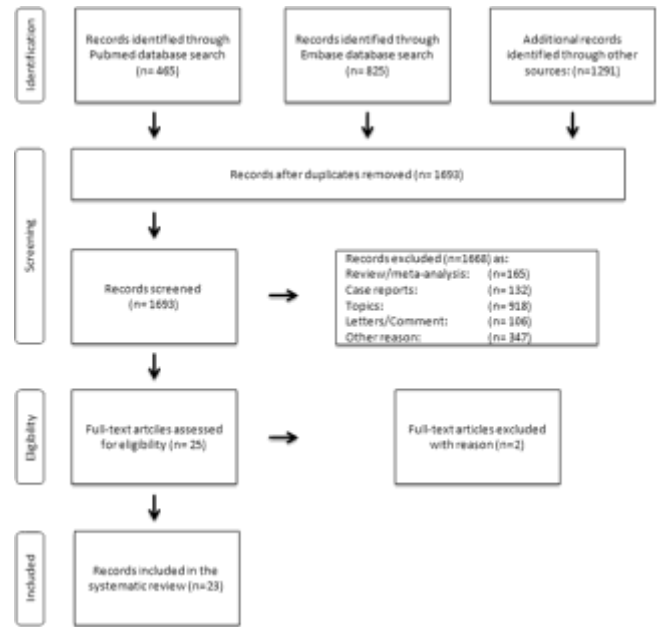 Identification
Records identified through
Pubmed database search
(n= 465)
Records identified through
Embase database search
(n= 825)
Additional records
identified through other
sources: (n=1291)
Screening
Records after duplicates removed (n= 1693)
Records screened
(n= 1693)
Records excluded (n=1668) as:
Review/meta-analysis: (n=165)
Case reports: (n= 132)
Topics: (n= 918)
Letters/Comment: (n= 106)
Other reason: (n= 347)
Eligibility
Full-text artciles assessed
for eligibility (n= 25)
Full-text articles excluded
with reason (n=2)
Included
Records included in the
systematic review (n=23)